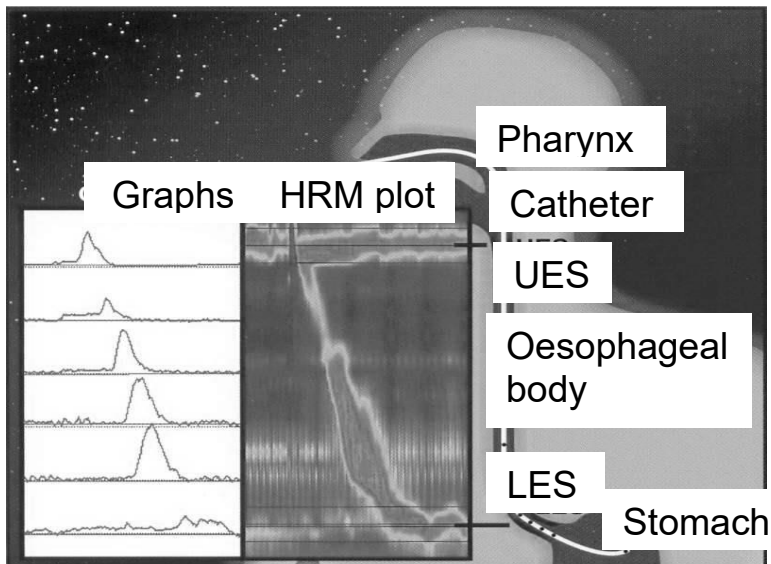 Pharynx
Graphs
HRM plot
Catheter
UES
Oesophageal
body
LES
Stomach